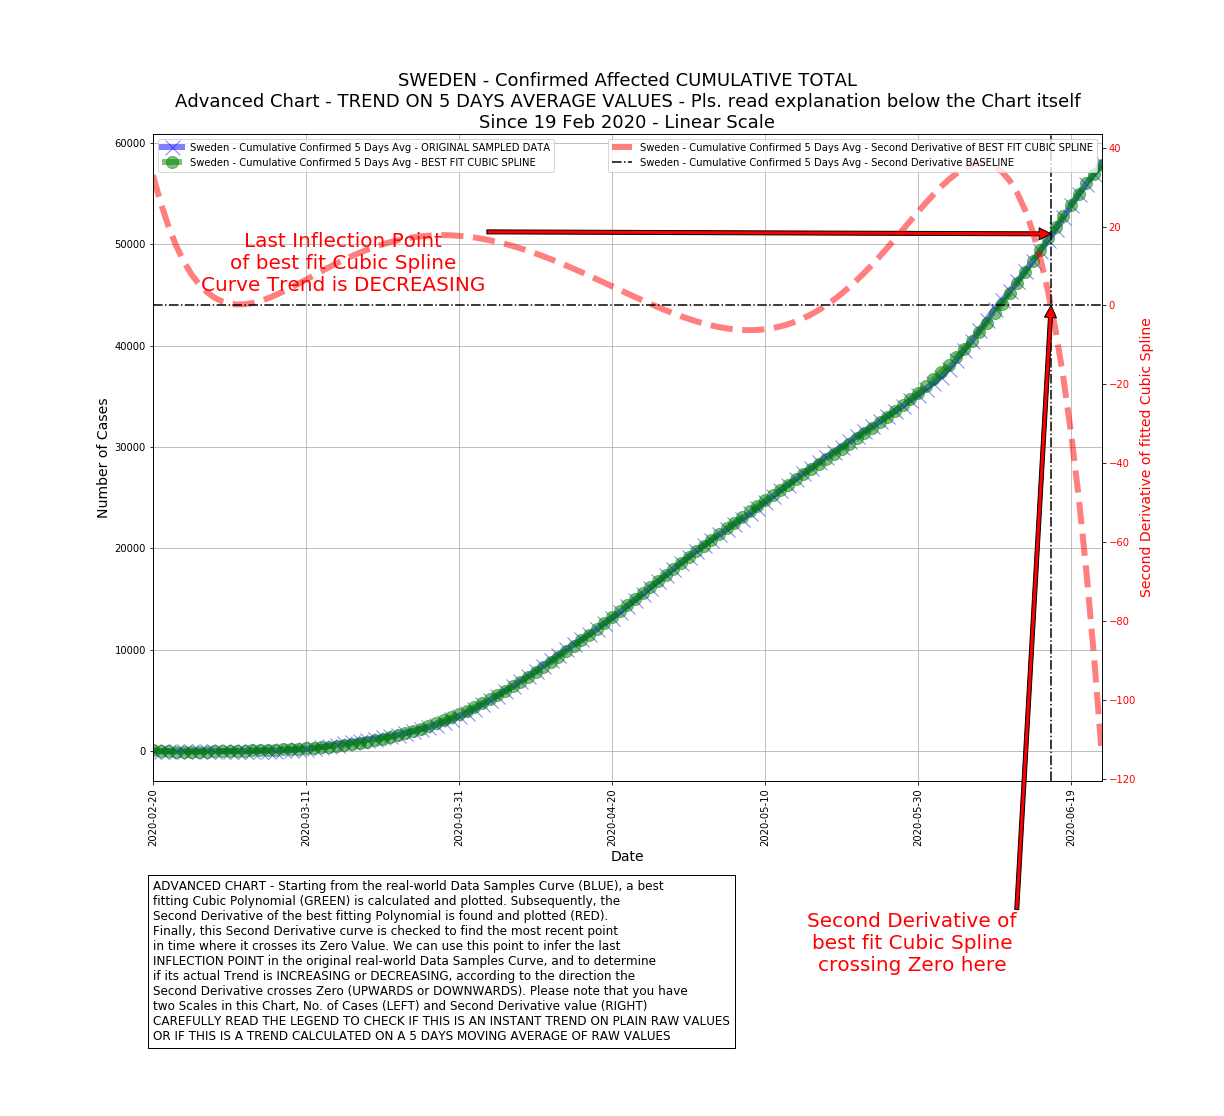 SWEDEN - Confirmed Affected CUMULATIVE TOTAL
Advanced Chart - TREND ON 5 DAYS AVERAGE VALUES - Pls. read explanation below the Chart itself
Since 19 Feb 2020 - Linear Scale
Sweden - Cumulative Confirmed 5 Days Avg - ORIGINAL SAMPLED DATA
Sweden - Cumulative Confirmed 5 Days Avg - BEST FIT CUBIC SPLINE
Sweden - Cumulative Confirmed 5 Days Avg - Second Derivative of BEST FIT CUBIC SPLINE
Sweden - Cumulative Confirmed 5 Days Avg - Second Derivative BASELINE
Last Inflection Point
of best fit Cubic Spline
Curve Trend is DECREASING
Number of Cases
60000
50000
40000
30000
20000
10000
0
40
20
0
−20
−40
−60
−80
−100
−120
Second Derivative of fitted Cubic Spline
2020-02-20
2020-03-11
2020-03-31
2020-04-20
2020-05-10
2020-05-30
2020-06-19
Date
ADVANCED CHART - Starting from the real-world Data Samples Curve (BLUE), a best
fitting Cubic Polynomial (GREEN) is calculated and plotted. Subsequently, the
Second Derivative of the best fitting Polynomial is found and plotted (RED).
Finally, this Second Derivative curve is checked to find the most recent point
in time where it crosses its Zero Value. We can use this point to infer the last
INFLECTION POINT in the original real-world Data Samples Curve, and to determine
if its actual Trend is INCREASING or DECREASING, according to the direction the
Second Derivative crosses Zero (UPWARDS or DOWNWARDS). Please note that you have
two Scales in this Chart, No. of Cases (LEFT) and Second Derivative value (RIGHT)
CAREFULLY READ THE LEGEND TO CHECK IF THIS IS AN INSTANT TREND ON PLAIN RAW VALUES
OR IF THIS IS A TREND CALCULATED ON A 5 DAYS MOVING AVERAGE OF RAW VALUES
Second Derivative of
best fit Cubic Spline
crossing Zero here